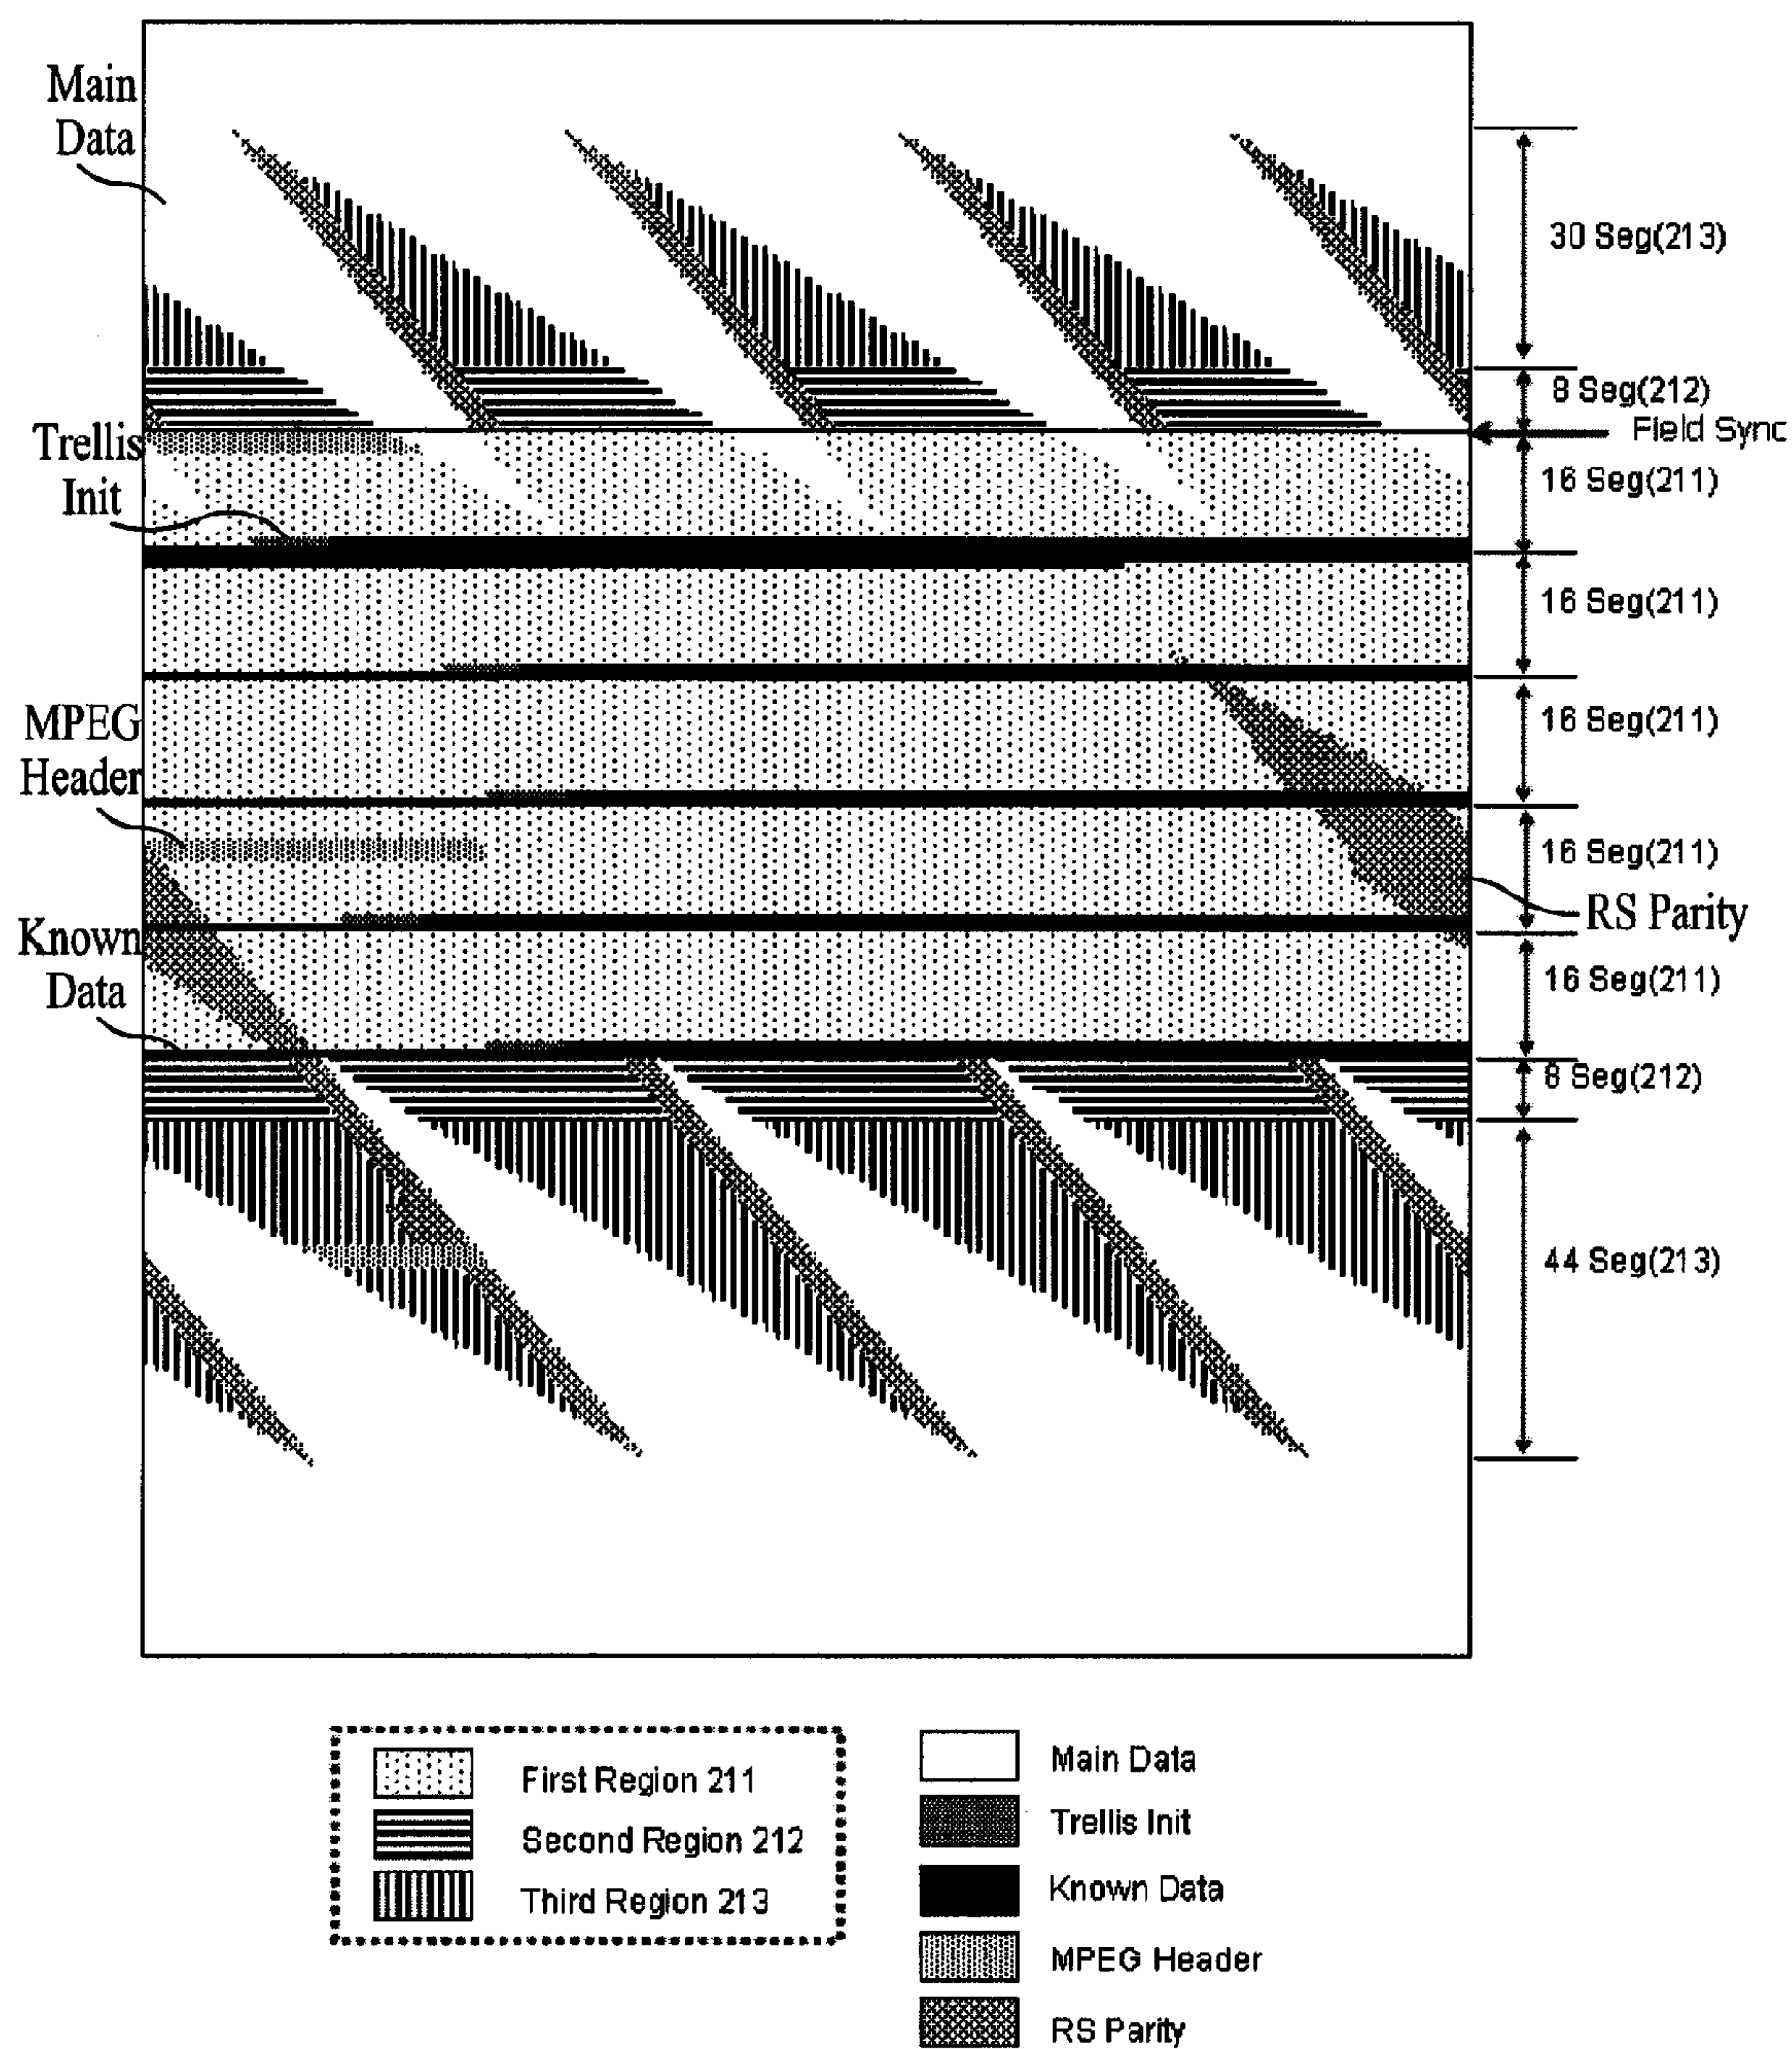 Main
Data
30 Seg(213)
8 Seg(212)
Field Sync
Trellis
Init
16 Seg(211)
16 Seg(211)
MPEG
Header
16 Seg(211)
16 Seg(211)
RS Parity
Known
Data
16 Seg(211)
8 Seg(212)
44 Seg(213)
First Region 211
Second Region 212
Third Region 213
Main Data
Trellis Init
Known Data
MPEG Header
RS Parity